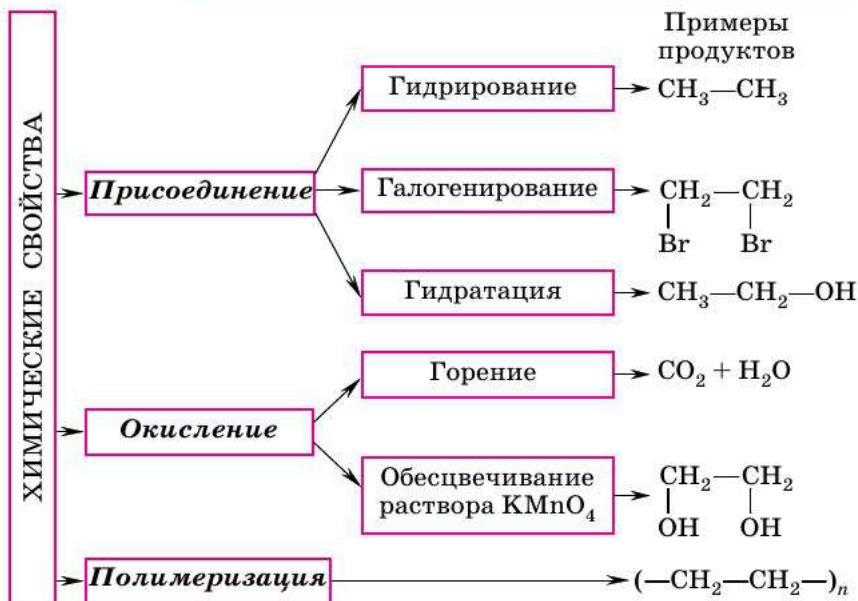 ХИМИЧЕСКИЕ СВОЙСТВА
Примеры
продуктов
Присоединение
Гидрирование
CH₃—CH₃
Галогенирование
CH₂—CH₂
Br Br
Гидратация
CH₃—CH₂—OH
Окисление
Горение
CO₂ + H₂O
Обесцвечивание
раствора KMnO₄
CH₂—CH₂
OH OH
Полимеризация
(—CH₂—CH₂—)ₙ